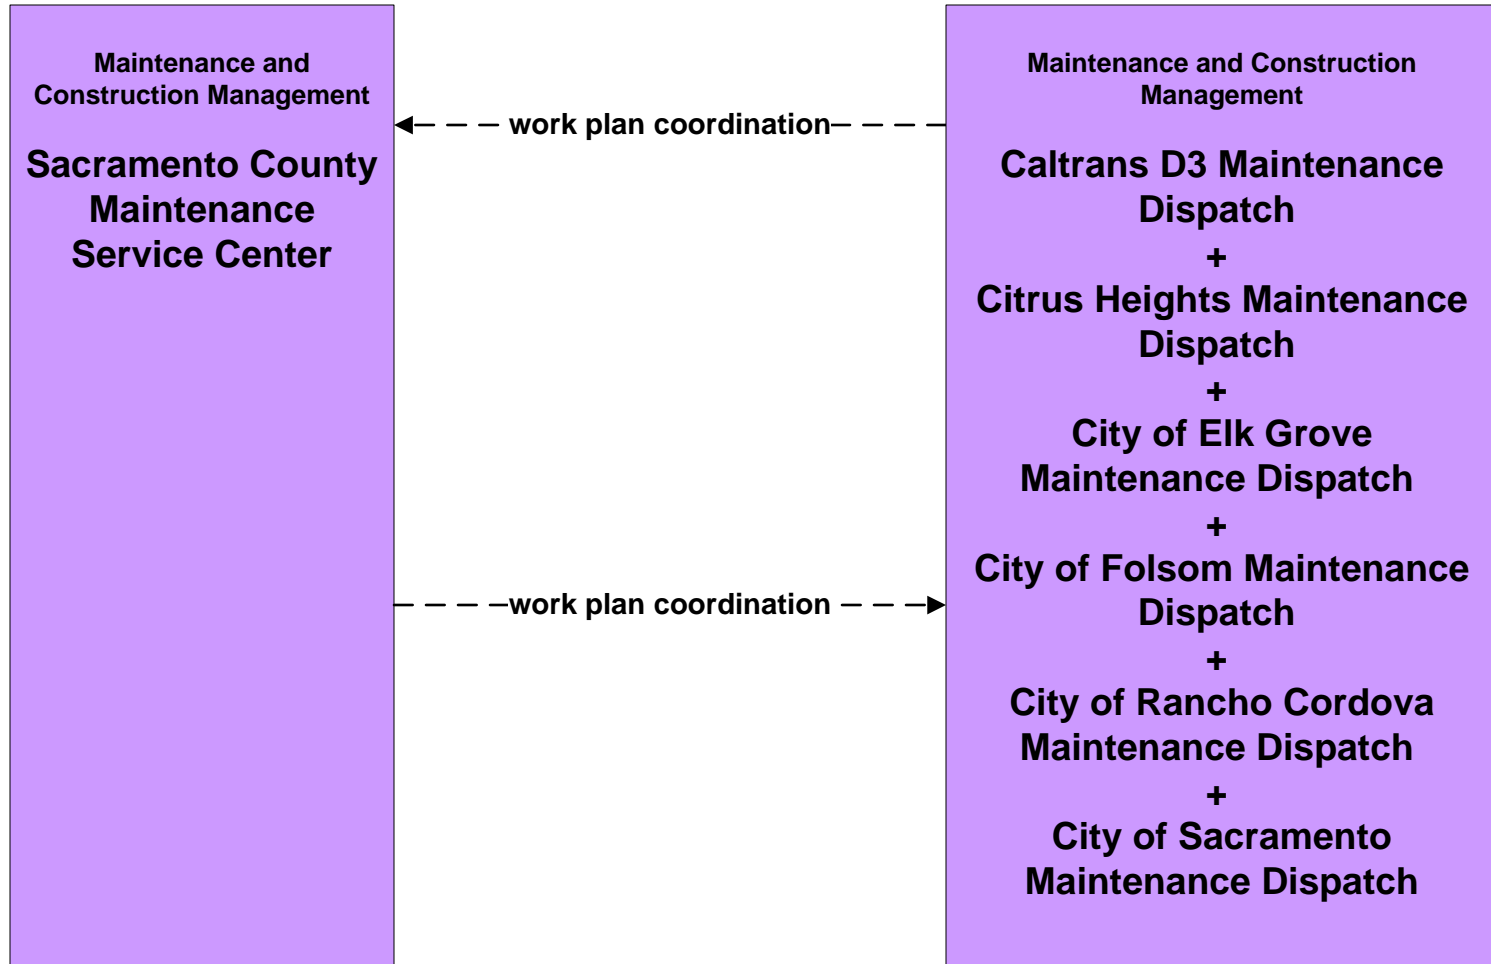 Maintenance and
Construction Management
Sacramento County
Maintenance
Service Center
work plan coordination
work plan coordination
Maintenance and Construction
Management
Caltrans D3 Maintenance
Dispatch
+
Citrus Heights Maintenance
Dispatch
+
City of Elk Grove
Maintenance Dispatch
+
City of Folsom Maintenance
Dispatch
+
City of Rancho Cordova
Maintenance Dispatch
+
City of Sacramento
Maintenance Dispatch